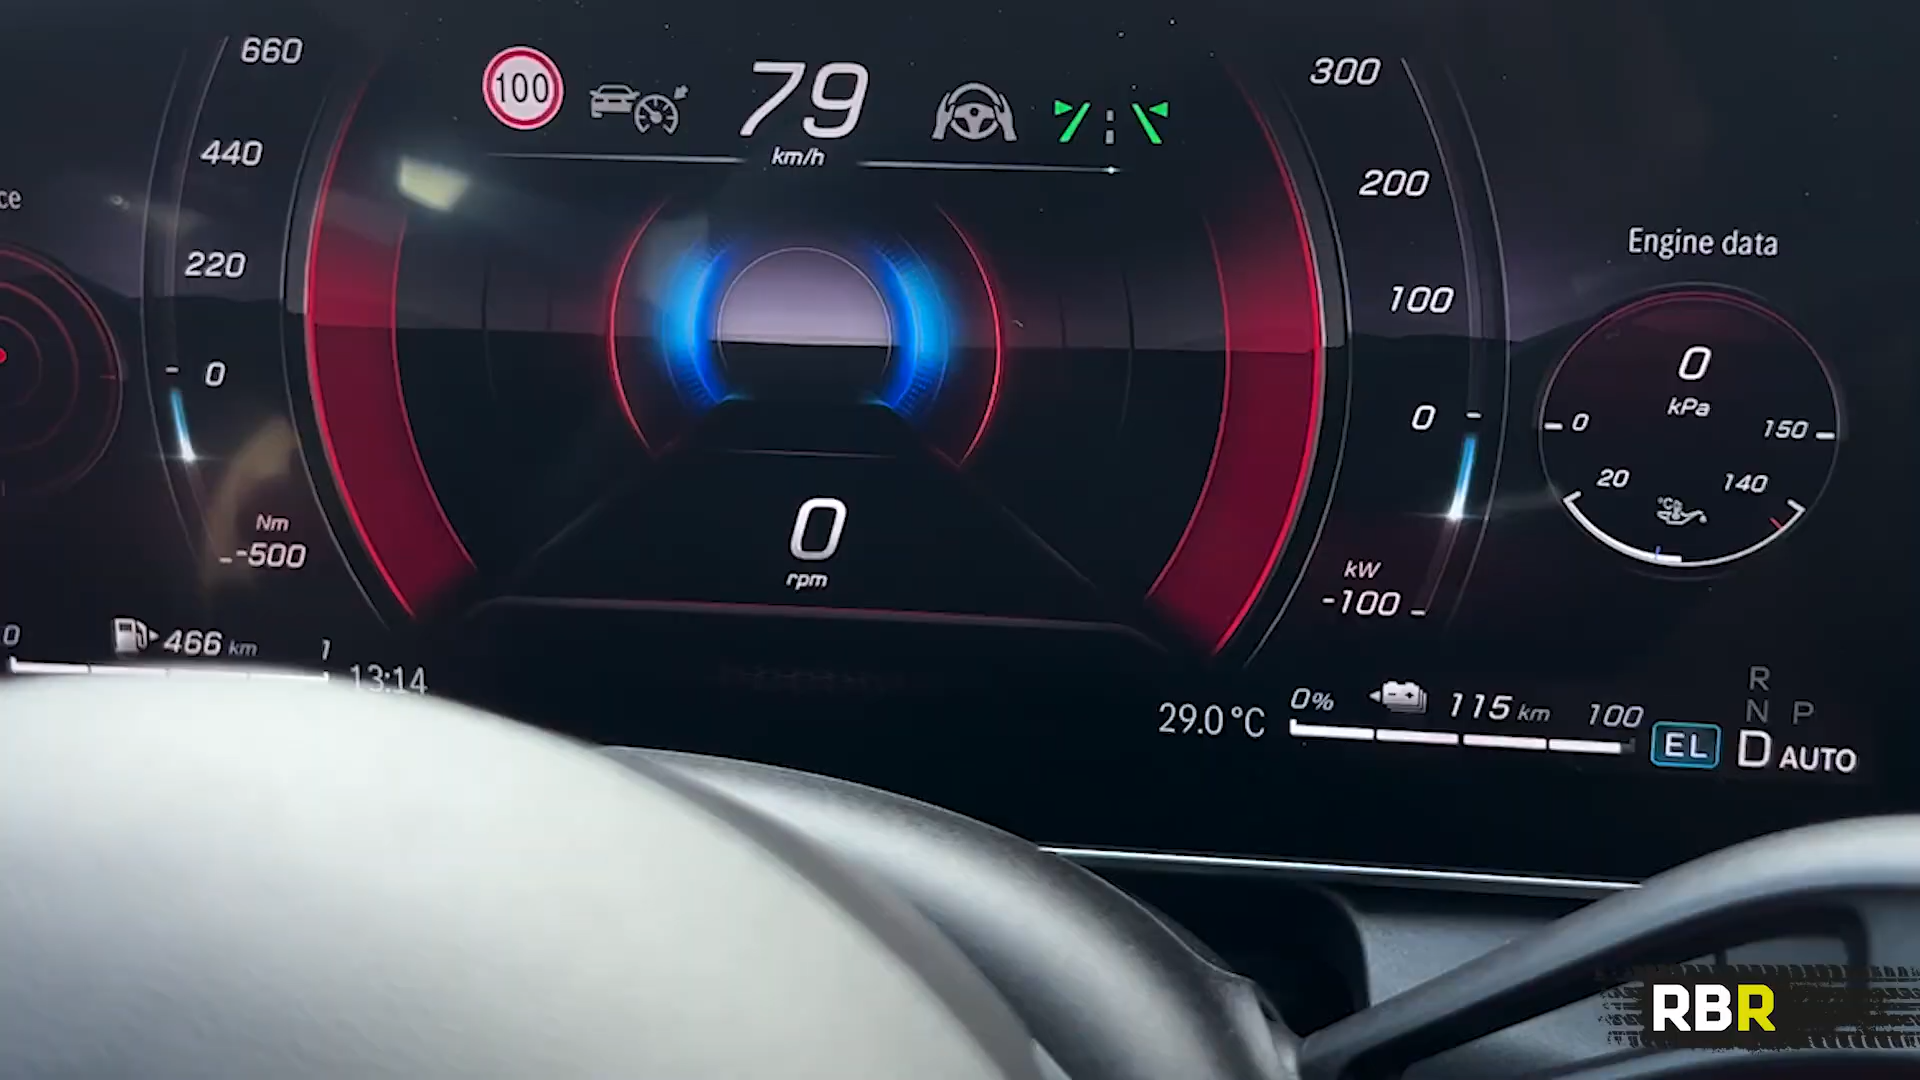 660
440
220
0
Nm
-500
ce
100
79
km/h
0
rpm
300
200
100
0
kW
-100
Engine data
0
kPa
0
150
20
140
°C
0
466 km
1
13:14
29.0 °C
0%
115 km
100
EL
R
N P
D AUTO
RBR